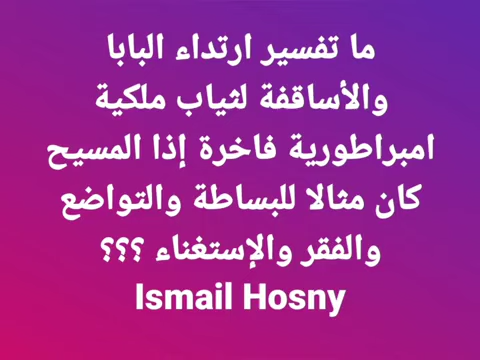 ما تفسير ارتداء البابا
والأساقفة لثياب ملكية
امبراطورية فاخرة إذا المسيح
كان مثالا للبساطة والتواضع
والفقر والإستغناء ؟؟؟
Ismail Hosny